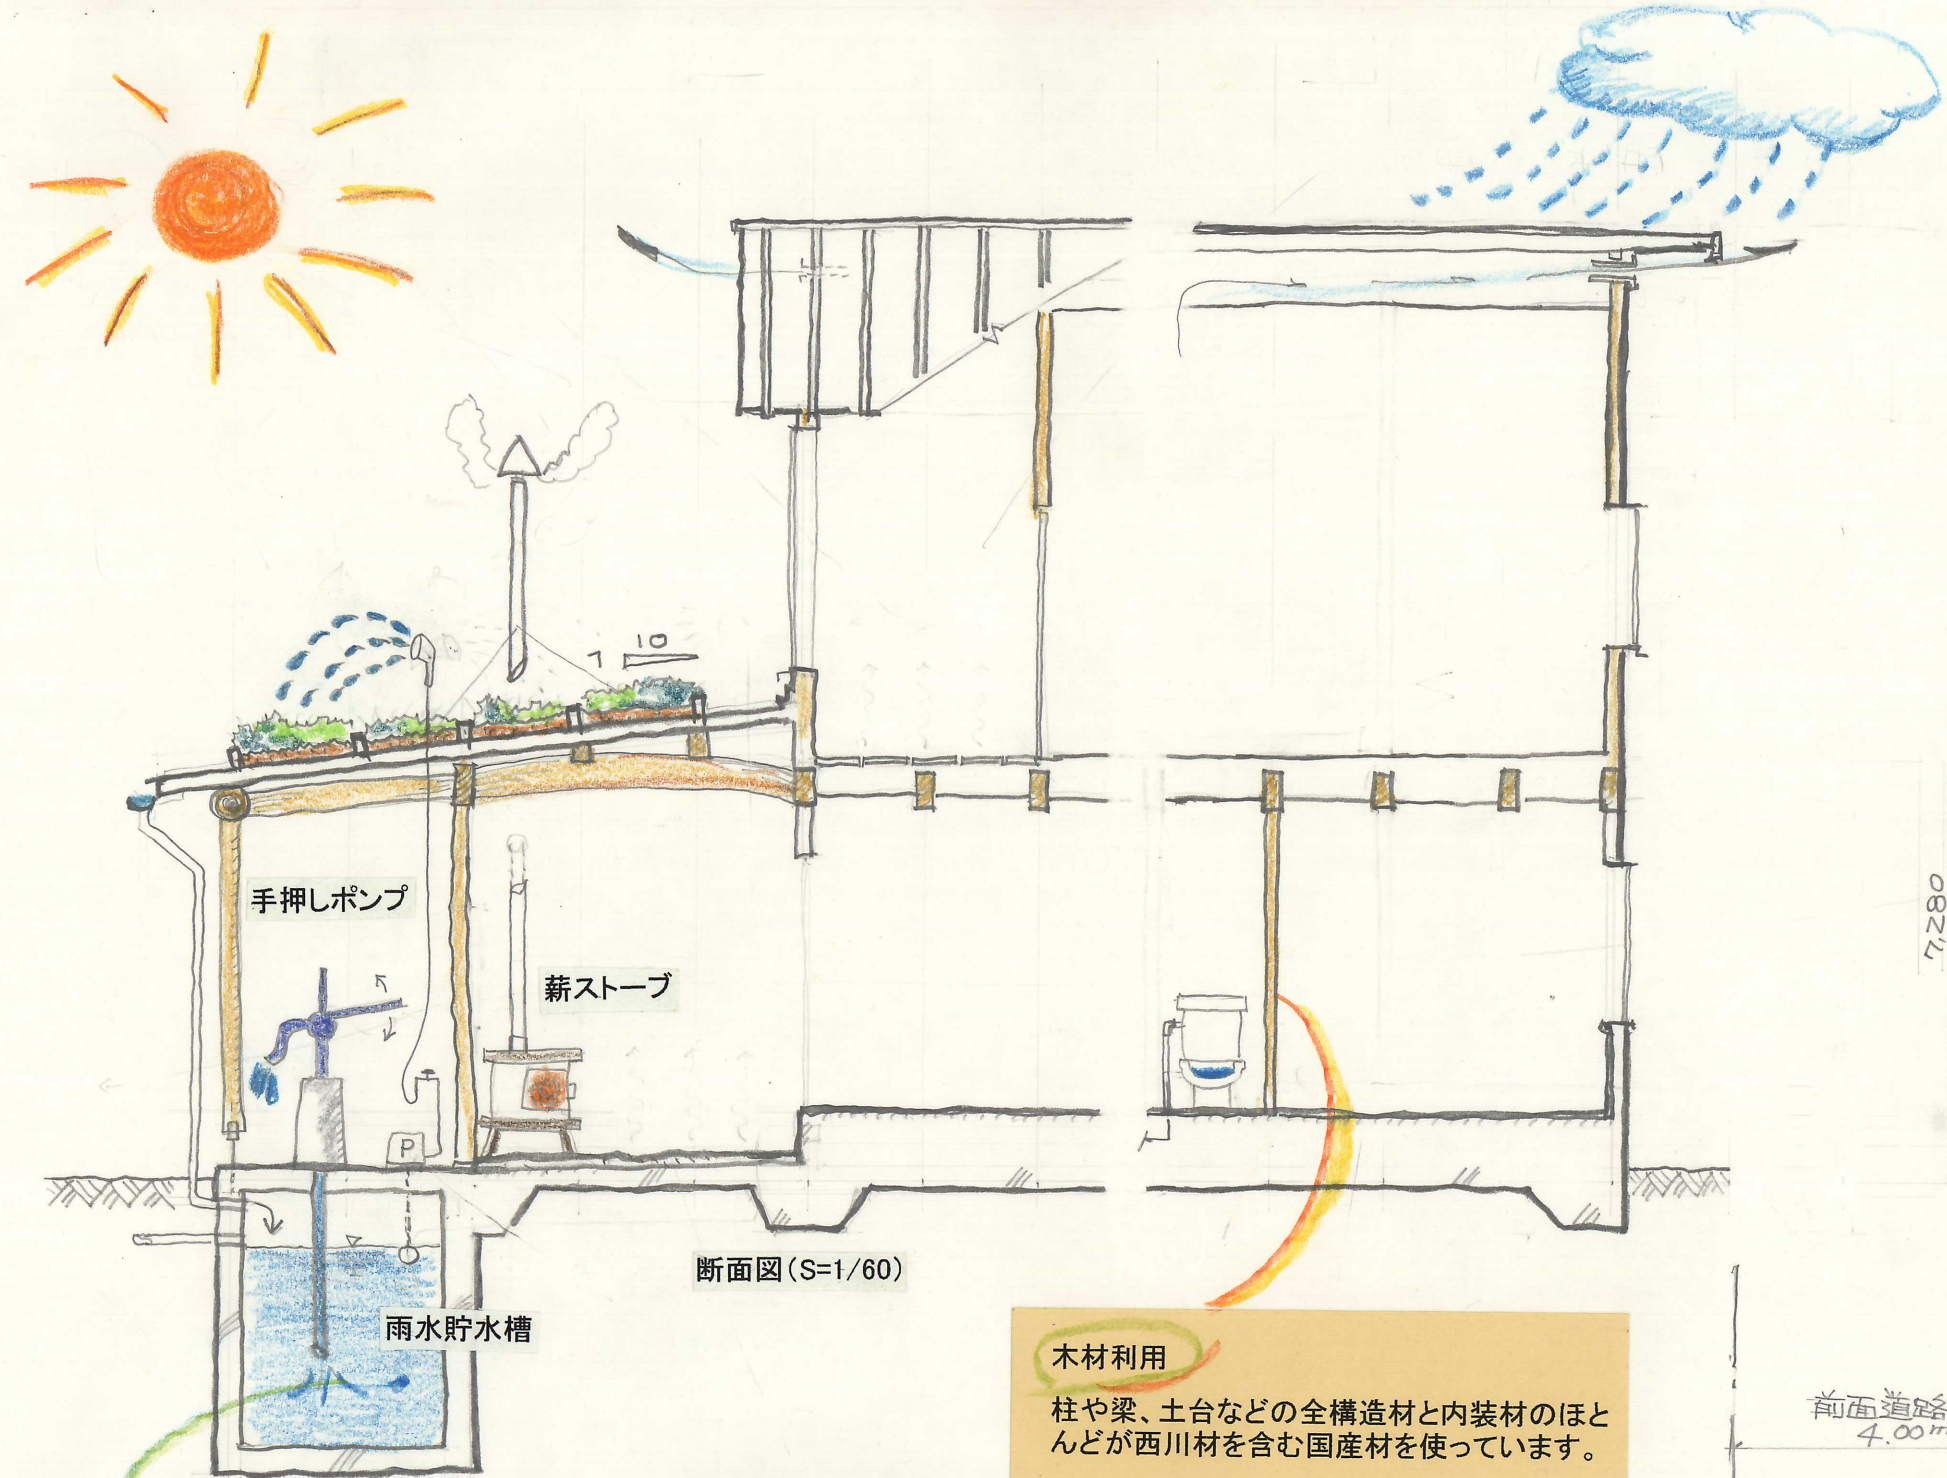 1 10
手押しポンプ
薪ストーブ
7,280
P
断面図(S=1/60)
雨水貯水槽
木材利用
柱や梁、土台などの全構造材と内装材のほと
んどが西川材を含む国産材を使っています。
前面道路
4.00m